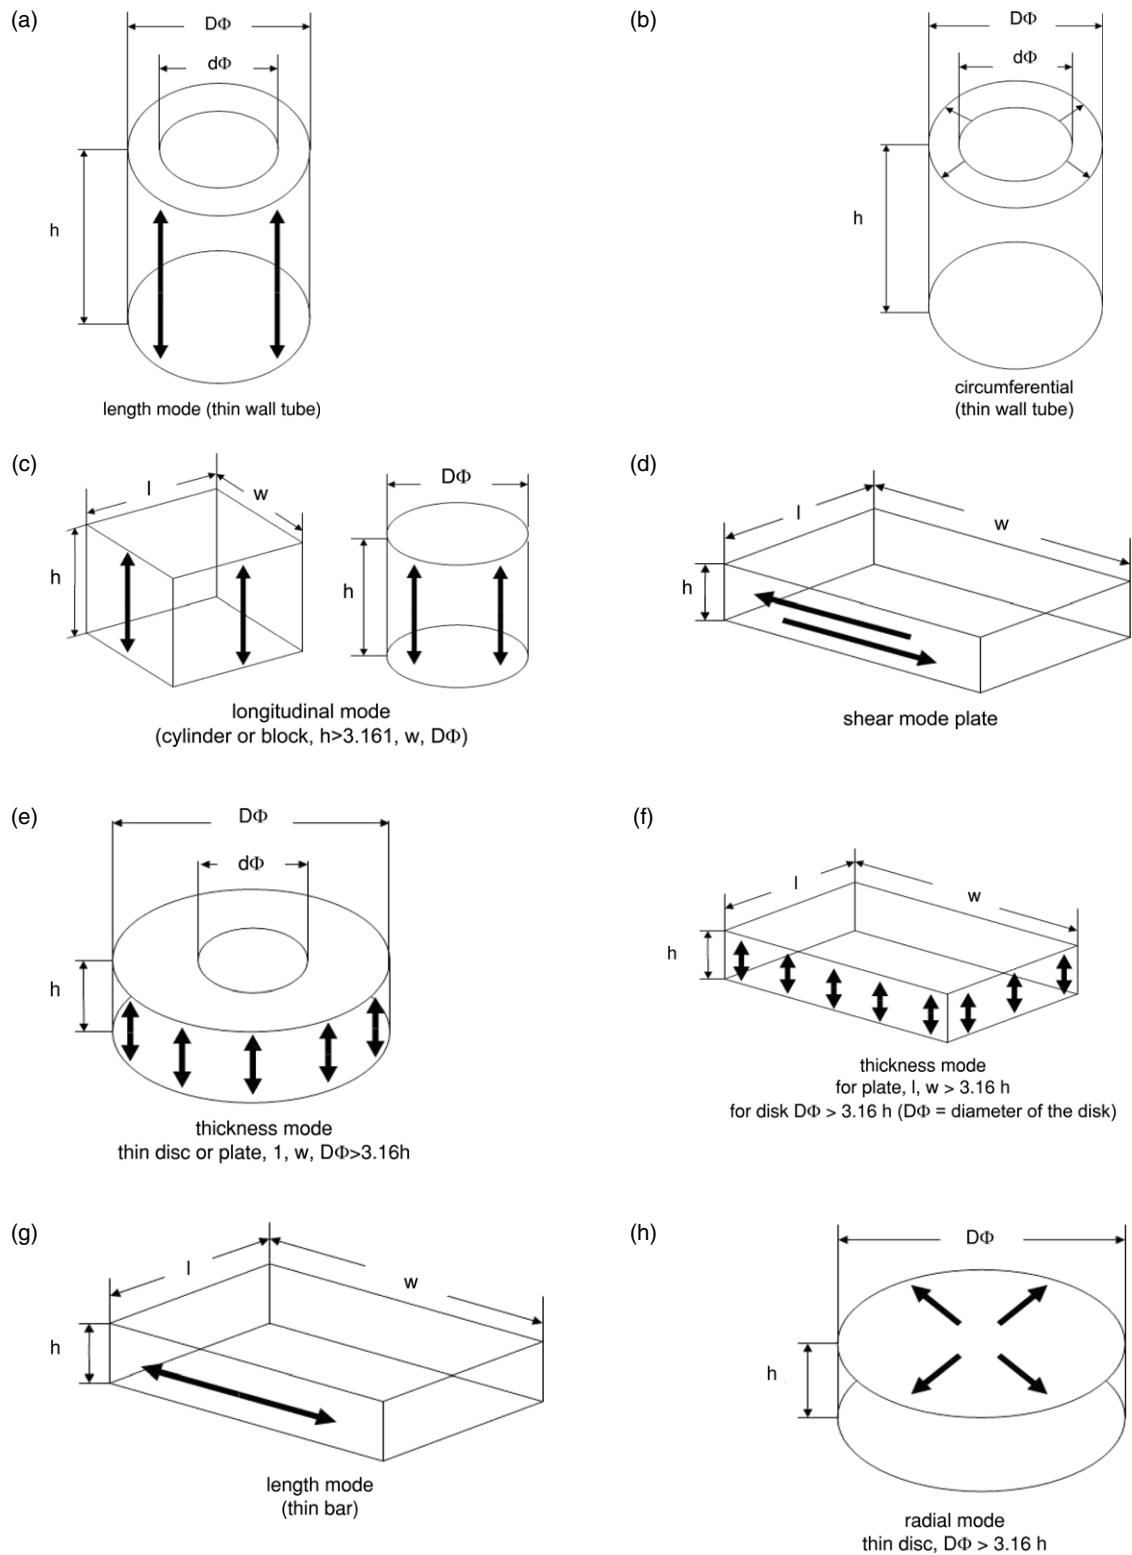 (a)
DΦ
dΦ
h
length mode (thin wall tube)
(b)
DΦ
dΦ
h
circumferential
(thin wall tube)
(c)
l
w
h
DΦ
h
longitudinal mode
(cylinder or block, h>3.161, w, DΦ)
(d)
l
w
h
shear mode plate
(e)
DΦ
dΦ
h
thickness mode
thin disc or plate, 1, w, DΦ>3.16h
(f)
l
w
h
thickness mode
for plate, l, w > 3.16 h
for disk DΦ > 3.16 h (DΦ = diameter of the disk)
(g)
l
w
h
length mode
(thin bar)
(h)
DΦ
h
radial mode
thin disc, DΦ > 3.16 h